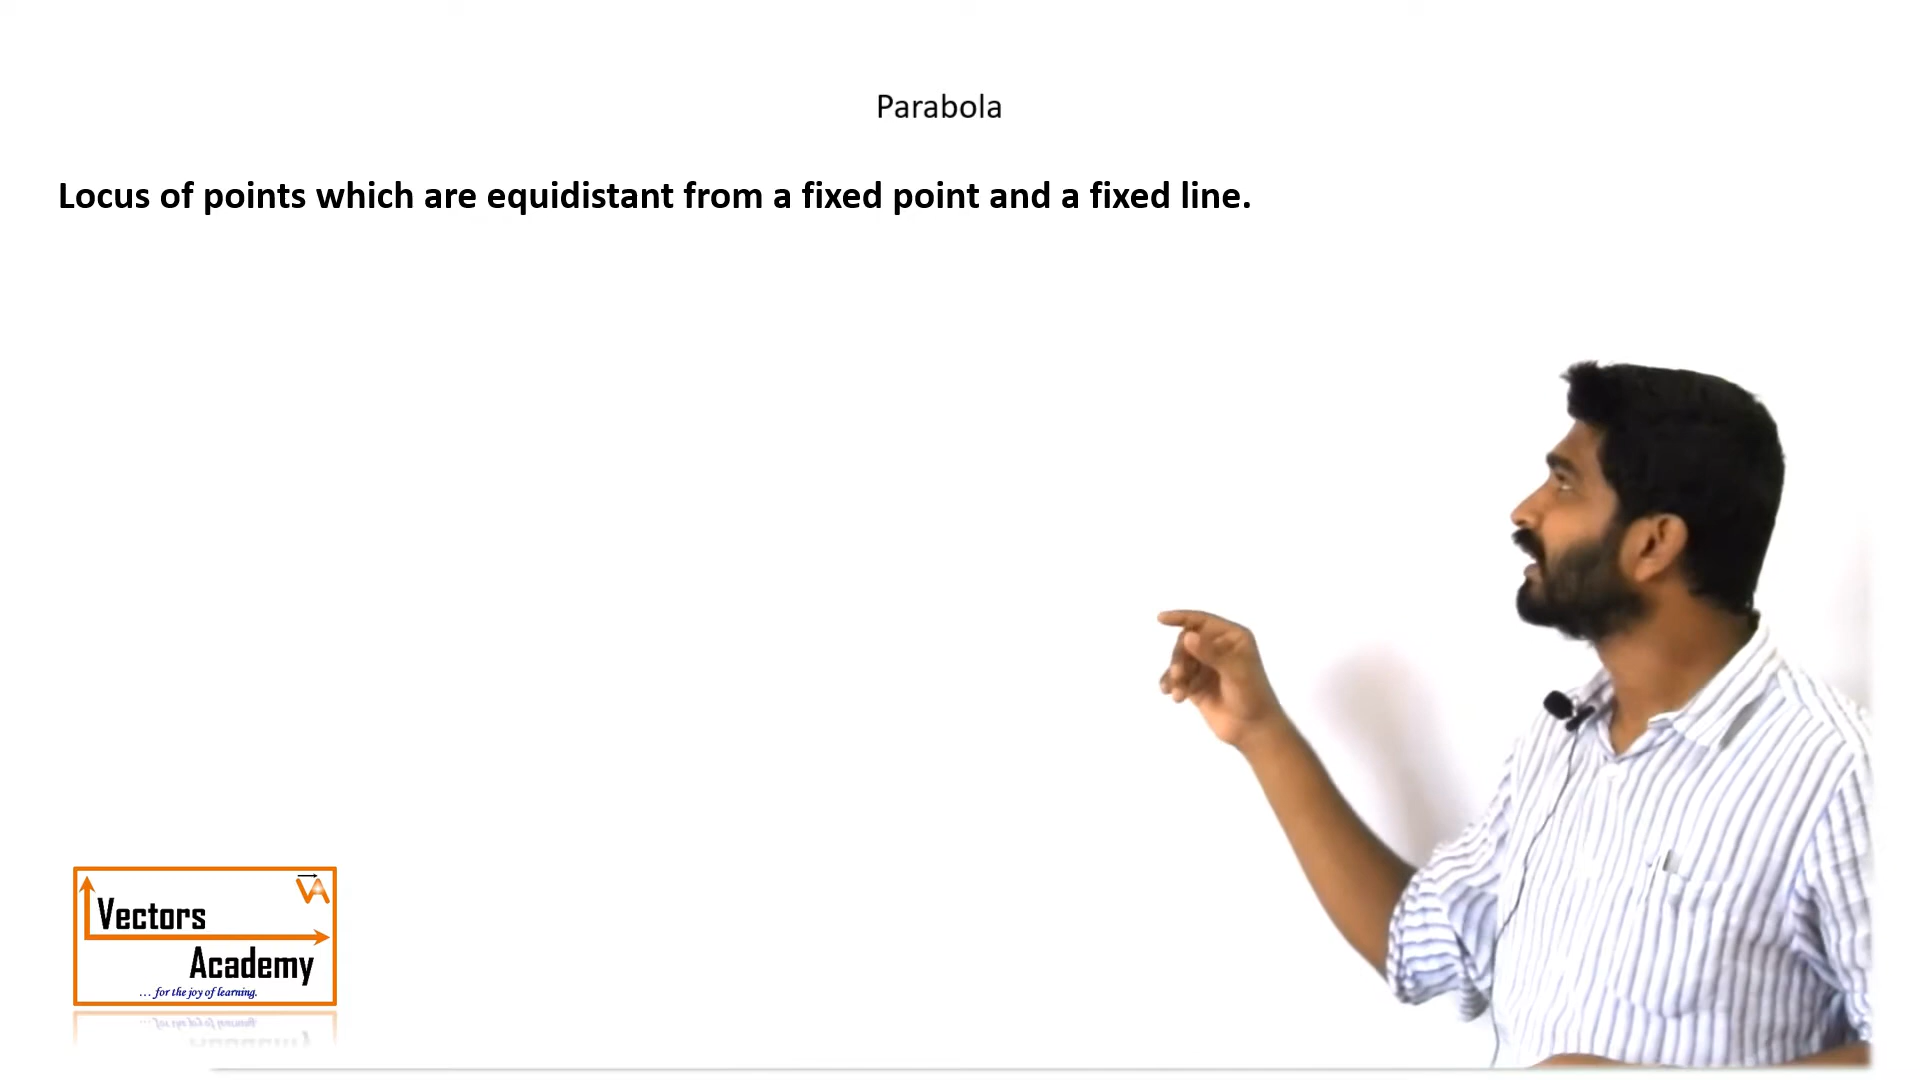 Parabola
Locus of points which are equidistant from a fixed point and a fixed line.
VA
Vectors
Academy
... for the joy of learning.